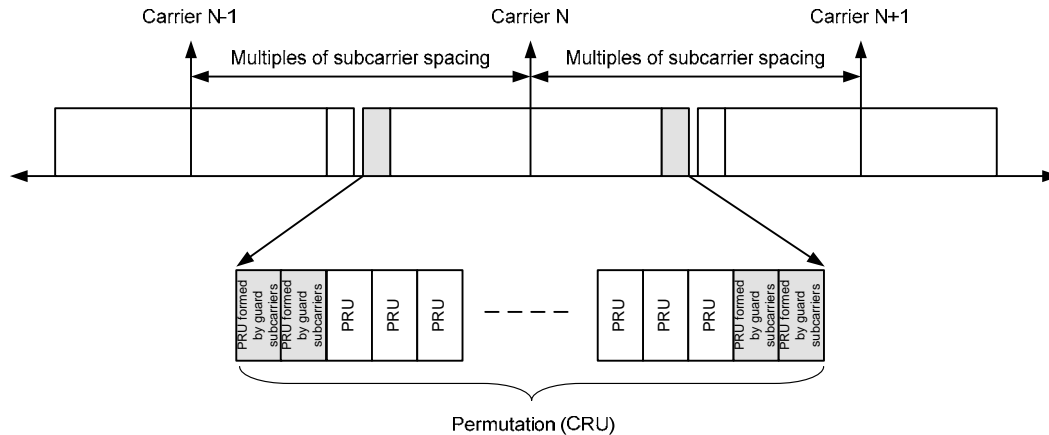 Carrier N-1
Carrier N
Carrier N+1
Multiples of subcarrier spacing
Multiples of subcarrier spacing
PRU formed
by guard
subcarriers
PRU formed
by guard
subcarriers
PRU
PRU
PRU
PRU
PRU
PRU
PRU formed
by guard
subcarriers
PRU formed
by guard
subcarriers
Permutation (CRU)